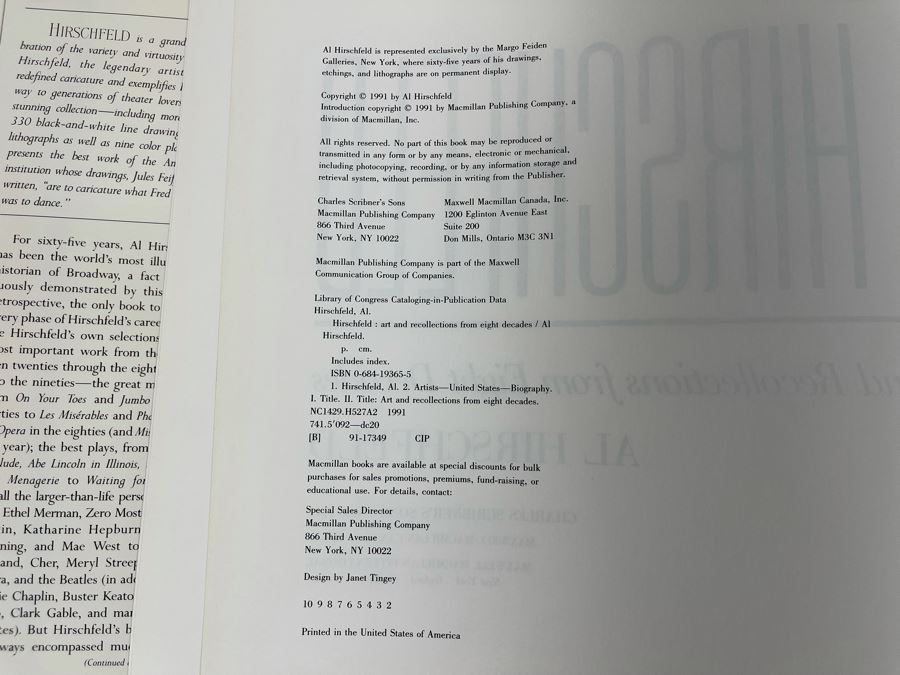 HIRSCHFELD is a grand
bration of the variety and virtuosity
Hirschfeld, the legendary artist
redefined caricature and exemplifies
way to generations of theater lovers
stunning collection—including more
330 black-and-white line drawing
lithographs as well as nine color pl
presents the best work of the Am
institution whose drawings, Jules Feif
written, "are to caricature what Fred
was to dance."
For sixty-five years, Al Hir
has been the world's most illu
historian of Broadway, a fact
uously demonstrated by this
etrospective, the only book to
ery phase of Hirschfeld's caree
e Hirschfeld's own selections
ost important work from th
n twenties through the eight
o the nineties—the great m
m On Your Toes and Jumbo
rties to Les Misérables and Pha
Opera in the eighties (and Mi
year); the best plays, from
lude, Abe Lincoln in Illinois,
Menagerie to Waiting for
all the larger-than-life pers
Ethel Merman, Zero Most
in, Katharine Hepburn
ning, and Mae West to
and, Cher, Meryl Streep
a, and the Beatles (in add
ie Chaplin, Buster Keato
, Clark Gable, and mar
tes). But Hirschfeld's b
ways encompassed mu
(Continued
Al Hirschfeld is represented exclusively by the Margo Feiden
Galleries, New York, where sixty-five of his drawings,
etchings, and lithographs are on permanent display.
Copyright © 1991 by Al Hirschfeld
Introduction copyright © 1991 by Macmillan Publishing Company, a
division of Macmillan, Inc.
All rights reserved. No part of this book may be reproduced or
transmitted in any form or by any means, electronic or mechanical,
including photocopying, recording, or by any information storage and
retrieval system, without permission in writing from the Publisher.
Charles Scribner's Sons
Macmillan Publishing Company
866 Third Avenue
New York, NY 10022
Maxwell Macmillan Canada, Inc.
1200 Eglinton Avenue East
Suite 200
Don Mills, Ontario M3C 3N1
Macmillan Publishing Company is part of the Maxwell
Communication Group of Companies.
Library of Congress Cataloging-in-Publication Data
Hirschfeld, Al.
Hirschfeld : art and recollections from eight decades / Al
Hirschfeld.
p. cm.
Includes index.
ISBN 0-684-19365-5
1. Hirschfeld, Al. 2. Artists—United States—Biography.
I. Title. II. Title: Art and recollections from eight decades.
NC1429.H527A2 1991
741.5'092—dc20
[B] 91-17349 CIP
Macmillan books are available at special discounts for bulk
purchases for sales promotions, premiums, fund-raising, or
educational use. For details, contact:
Special Sales Director
Macmillan Publishing Company
866 Third Avenue
New York, NY 10022
Design by Janet Tingey
10 9 8 7 6 5 4 3 2
Printed in the United States of America